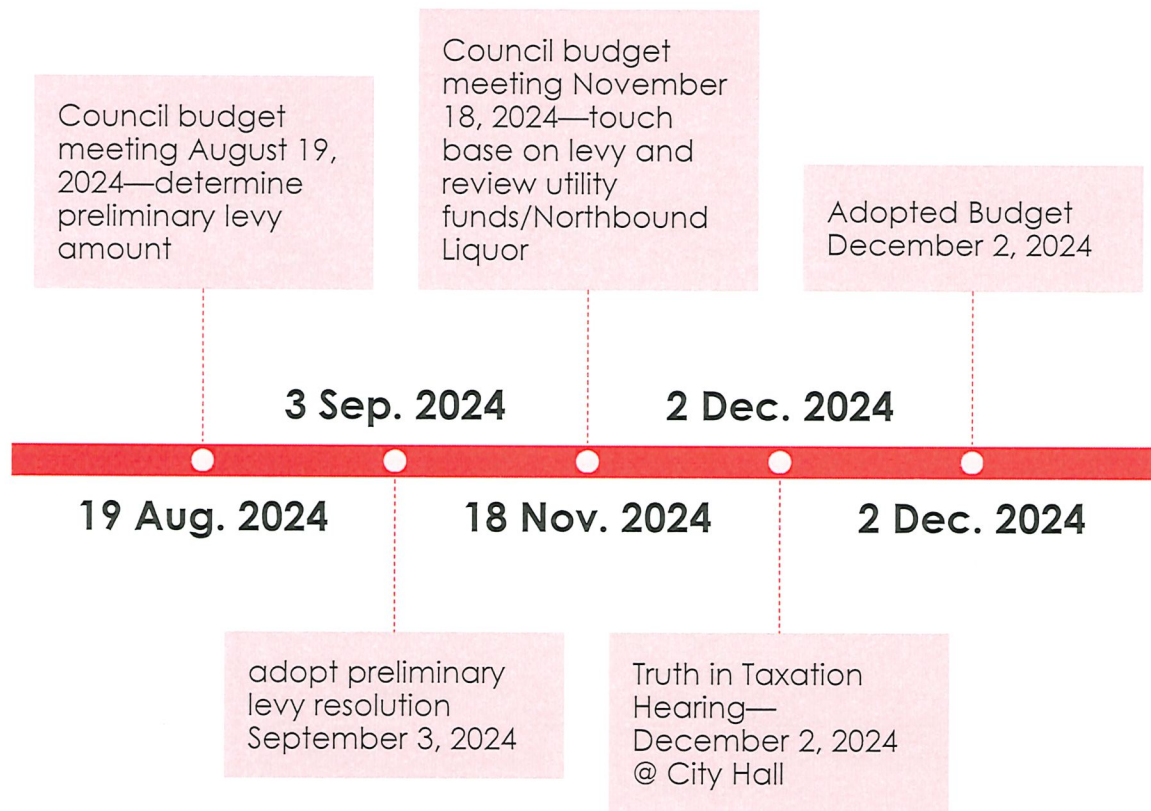 Council budget
meeting August 19,
2024—determine
preliminary levy
amount
Council budget
meeting November
18, 2024—touch
base on levy and
review utility
funds/Northbound
Liquor
Adopted Budget
December 2, 2024
3 Sep. 2024
2 Dec. 2024
19 Aug. 2024
18 Nov. 2024
2 Dec. 2024
adopt preliminary
levy resolution
September 3, 2024
Truth in Taxation
Hearing—
December 2, 2024
@ City Hall